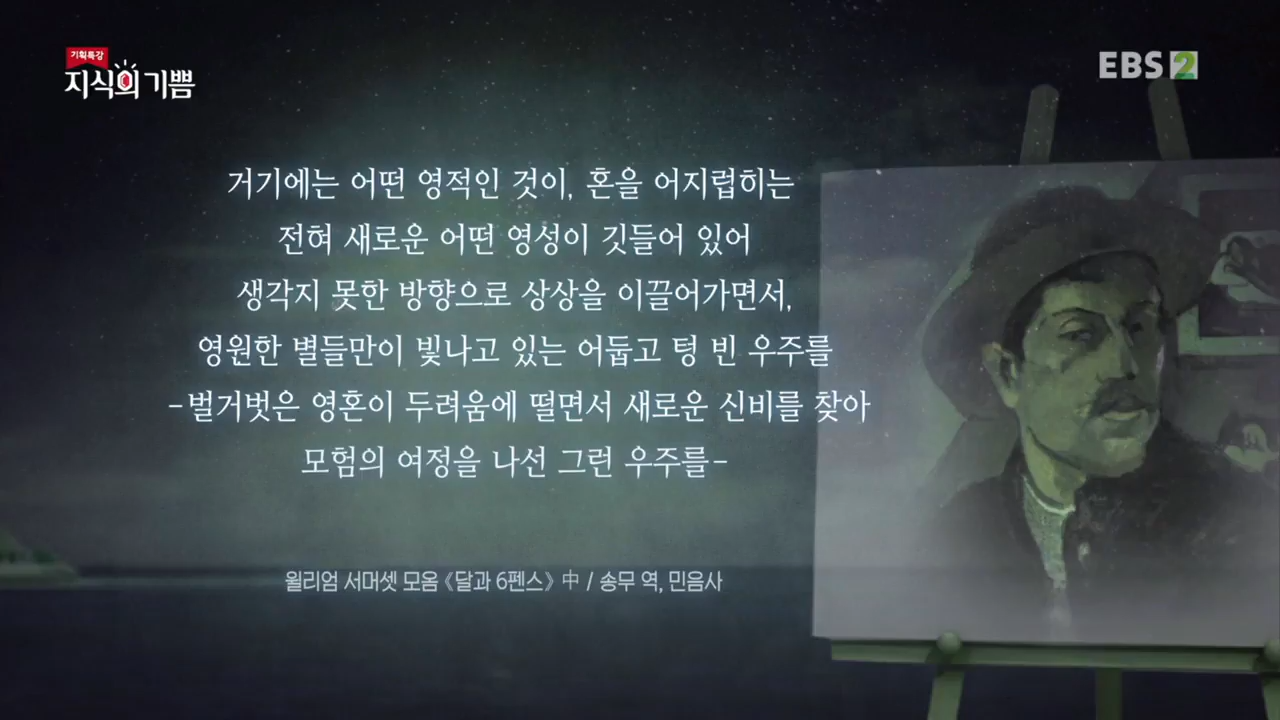 기획특강
지식의 기쁨
EBS2
거기에는 어떤 영적인 것이, 혼을 어지럽히는
전혀 새로운 어떤 영성이 깃들어 있어
생각지 못한 방향으로 상상을 이끌어가면서,
영원한 별들만이 빛나고 있는 어둡고 텅 빈 우주를
-벌거벗은 영혼이 두려움에 떨면서 새로운 신비를 찾아
모험의 여정을 나선 그런 우주를-
윌리엄 서머셋 모옴 《달과 6펜스》 中 / 송무 역, 민음사